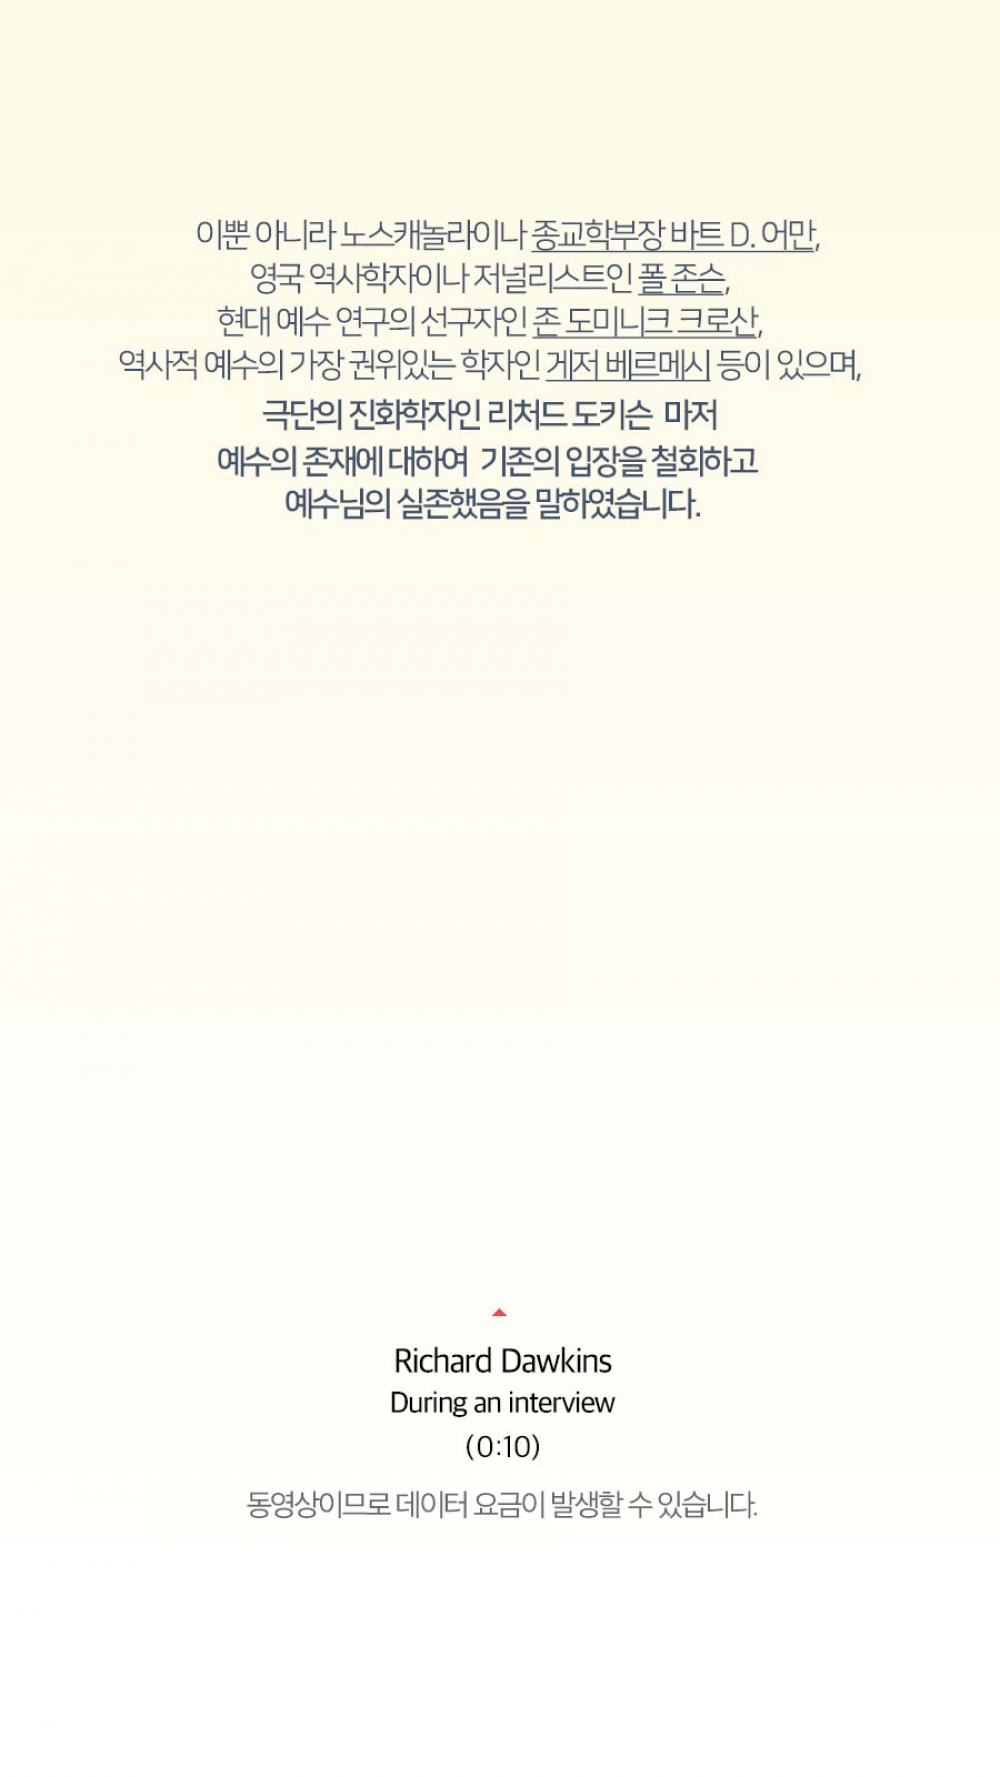 이뿐 아니라 노스캐놀라이나 종교학부장 바트 D. 어만,
영국 역사학자이나 저널리스트인 폴 존슨,
현대 예수 연구의 선구자인 존 도미니크 크로산,
역사적 예수의 가장 권위있는 학자인 게저 베르메시 등이 있으며,
극단의 진화학자인 리처드 도키슨 마저
예수의 존재에 대하여 기존의 입장을 철회하고
예수님의 실존했음을 말하였습니다.
Richard Dawkins
During an interview
(0:10)
동영상이므로 데이터 요금이 발생할 수 있습니다.